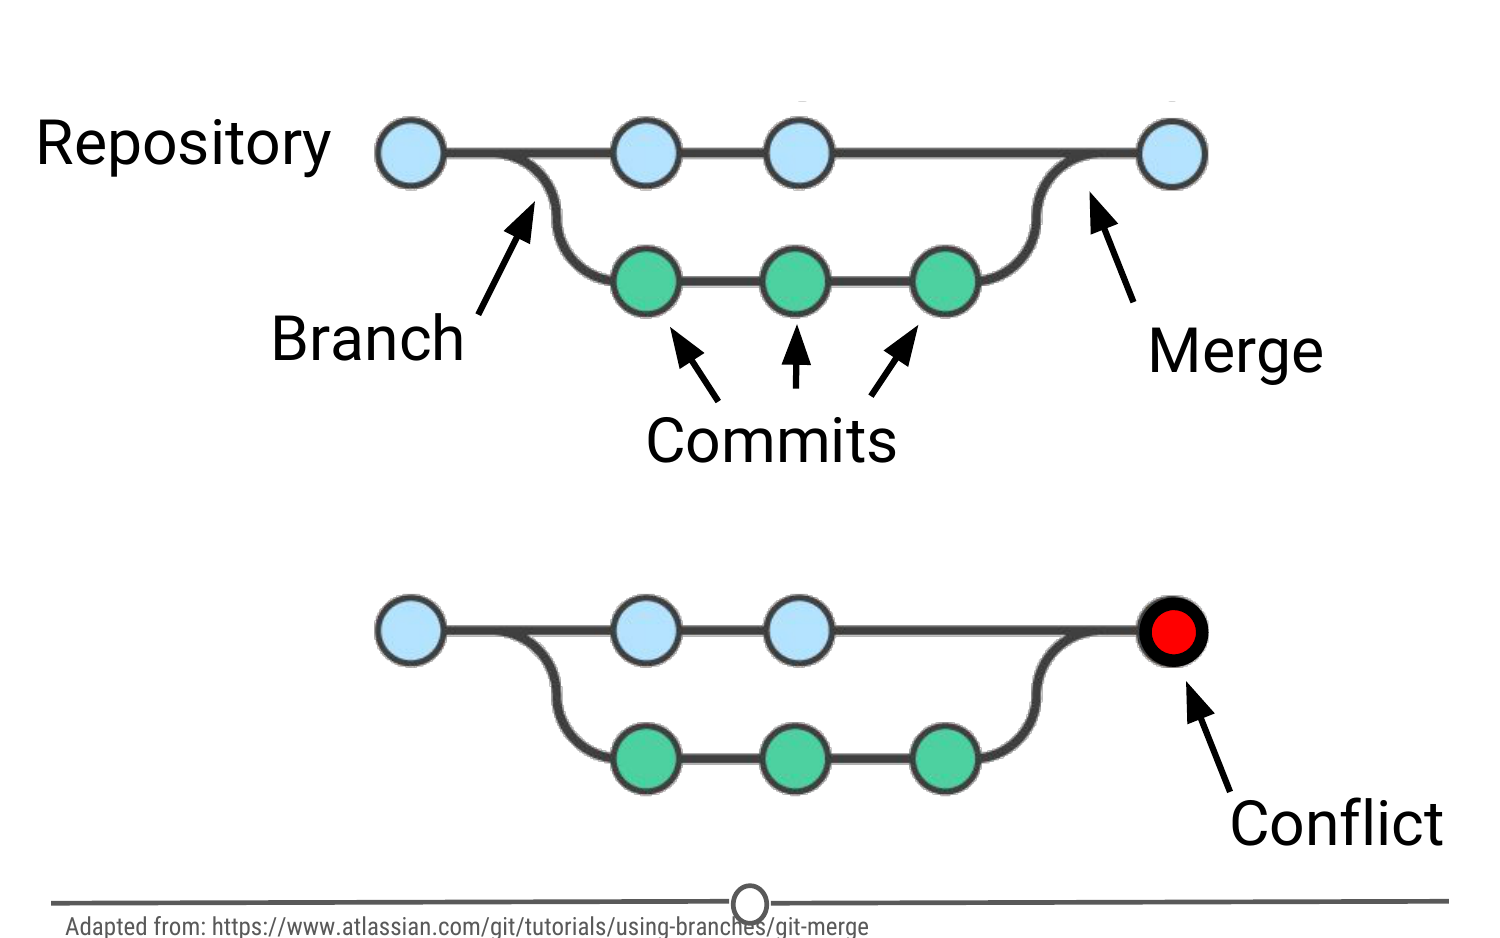 Repository
Branch
Merge
Commits
Conflict
Adapted from: https://www.atlassian.com/git/tutorials/using-branches/git-merge